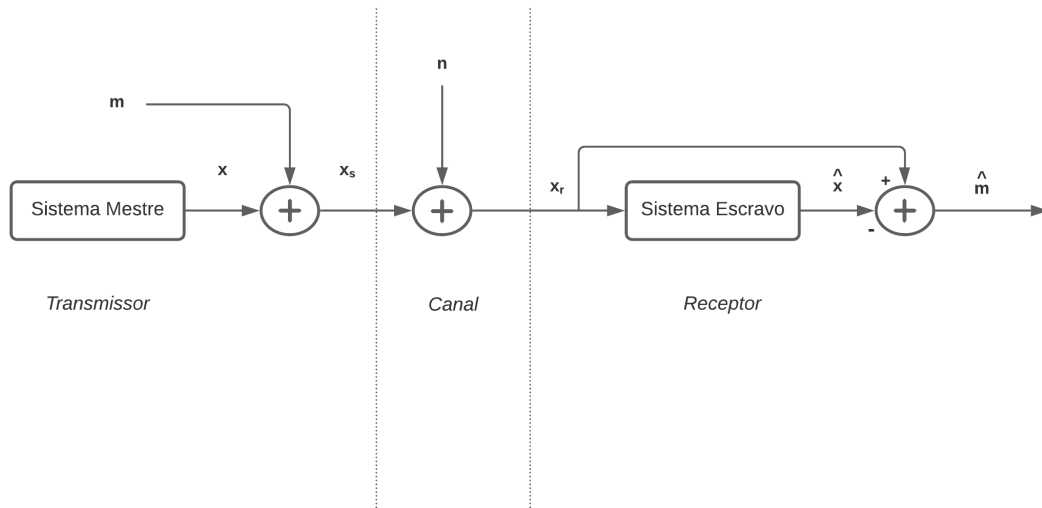 n
m
x
xₛ
xᵣ
x̂
+
m̂
Sistema Mestre
+
+
Sistema Escravo
+
-
Transmissor
Canal
Receptor